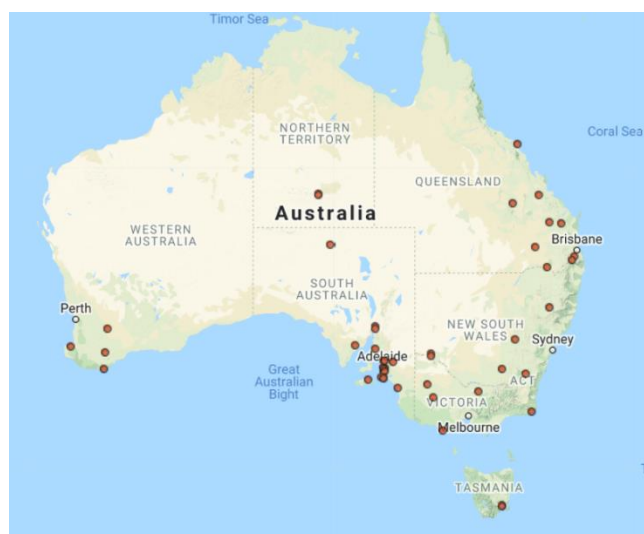 Timor Sea
Coral Sea
NORTHERN
TERRITORY
QUEENSLAND
Australia
WESTERN
AUSTRALIA
Brisbane
SOUTH
AUSTRALIA
Perth
NEW SOUTH
WALES
Sydney
Adelaide
Great
Australian
Bight
ACT
VICTORIA
Melbourne
TASMANIA